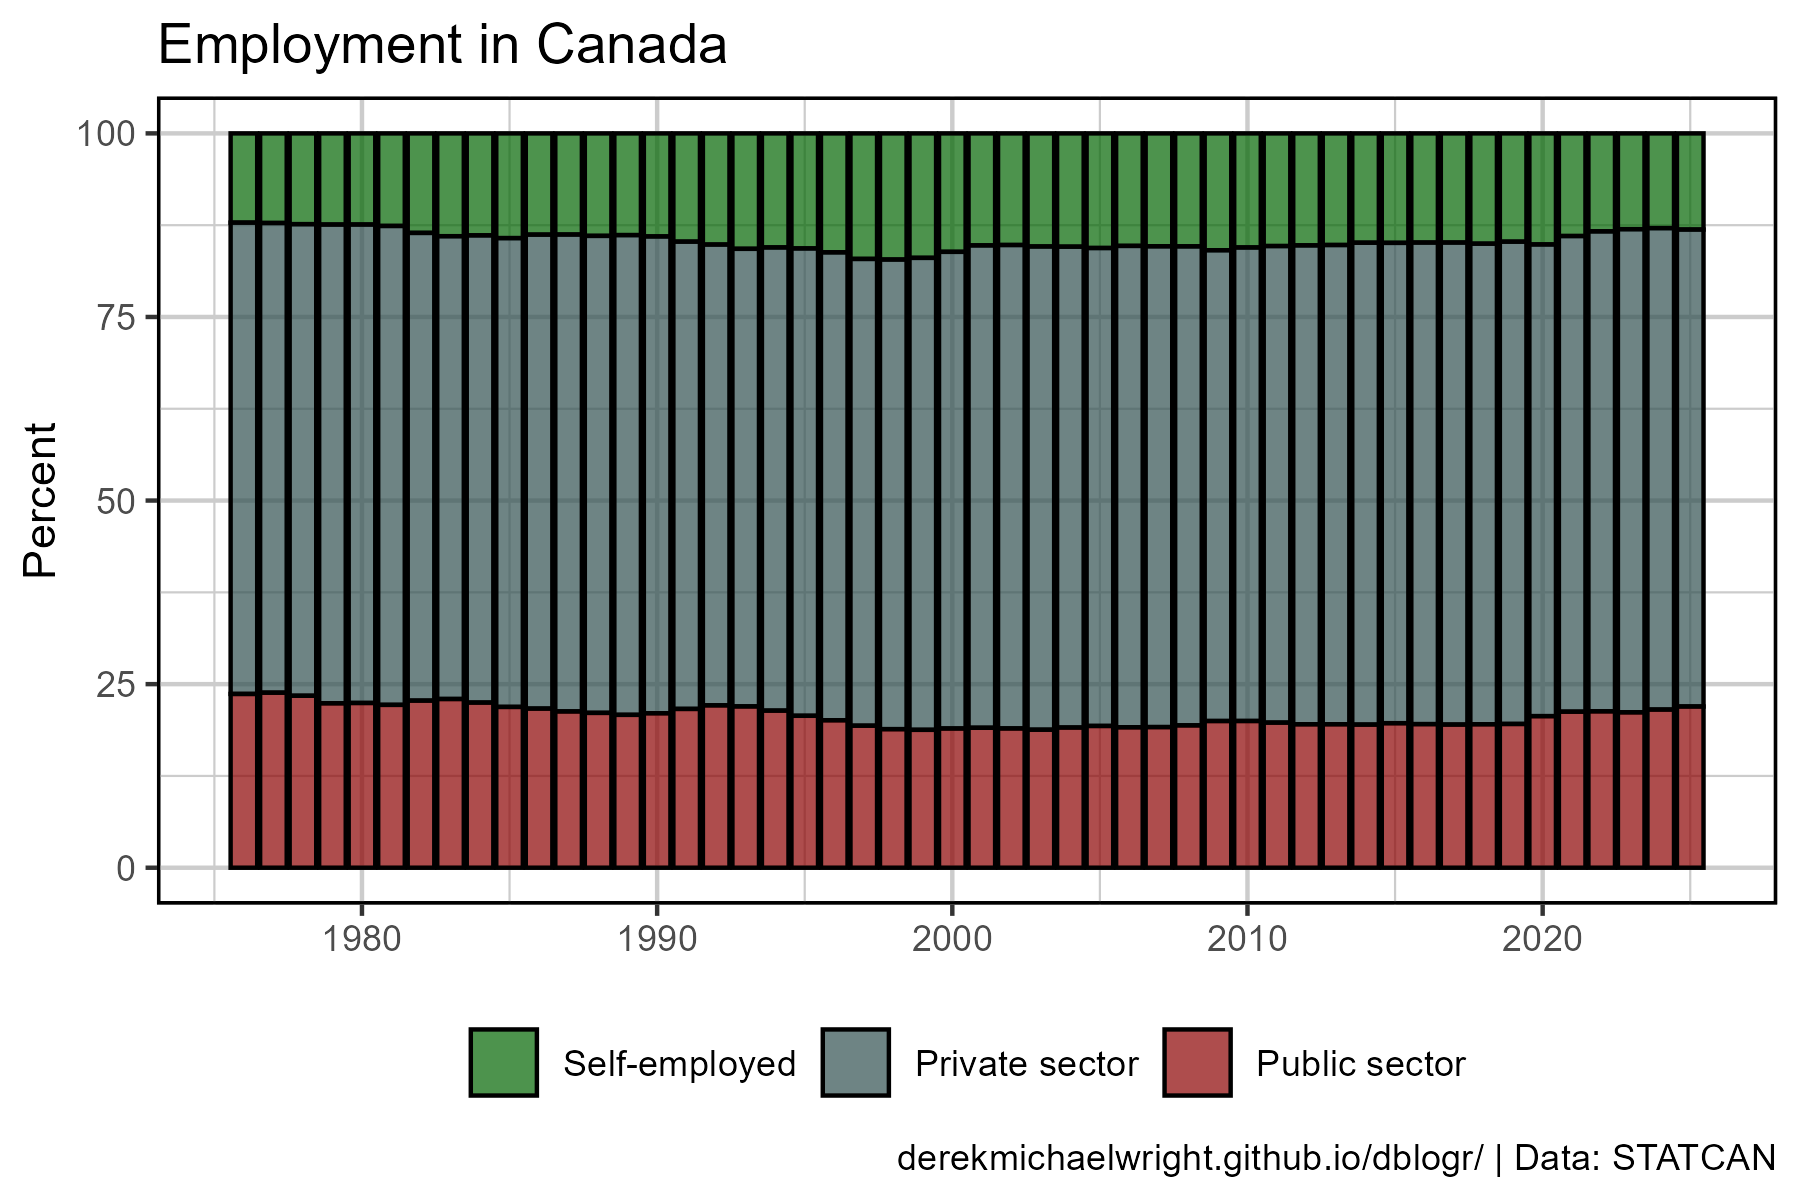 Employment in Canada
Percent
100
75
50
25
0
1980 1990 2000 2010 2020
Self-employed Private sector Public sector
derekmichaelwright.github.io/dblogr/ | Data: STATCAN